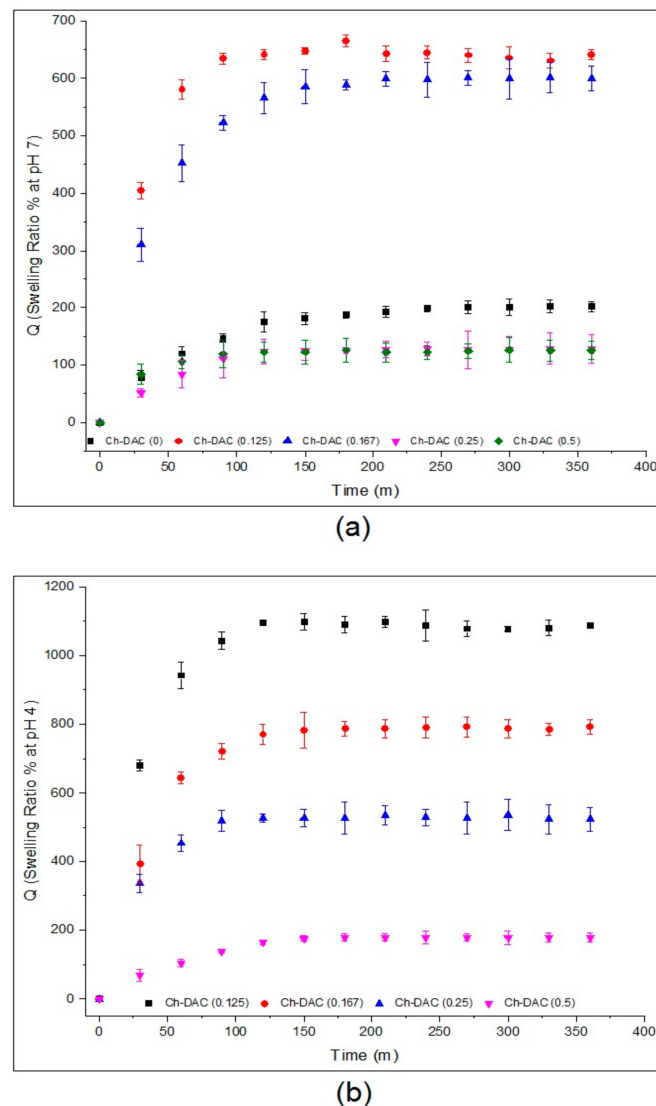 700
600
500
400
300
200
100
0
Q (Swelling Ratio % at pH 7)
Ch-DAC (0) Ch-DAC (0.125) Ch-DAC (0.167) Ch-DAC (0.25) Ch-DAC (0.5)
0 50 100 150 200 250 300 350 400
Time (m)
(a)
1200
1000
800
600
400
200
0
Q (Swelling Ratio % at pH 4)
Ch-DAC (0.125) Ch-DAC (0.167) Ch-DAC (0.25) Ch-DAC (0.5)
0 50 100 150 200 250 300 350 400
Time (m)
(b)